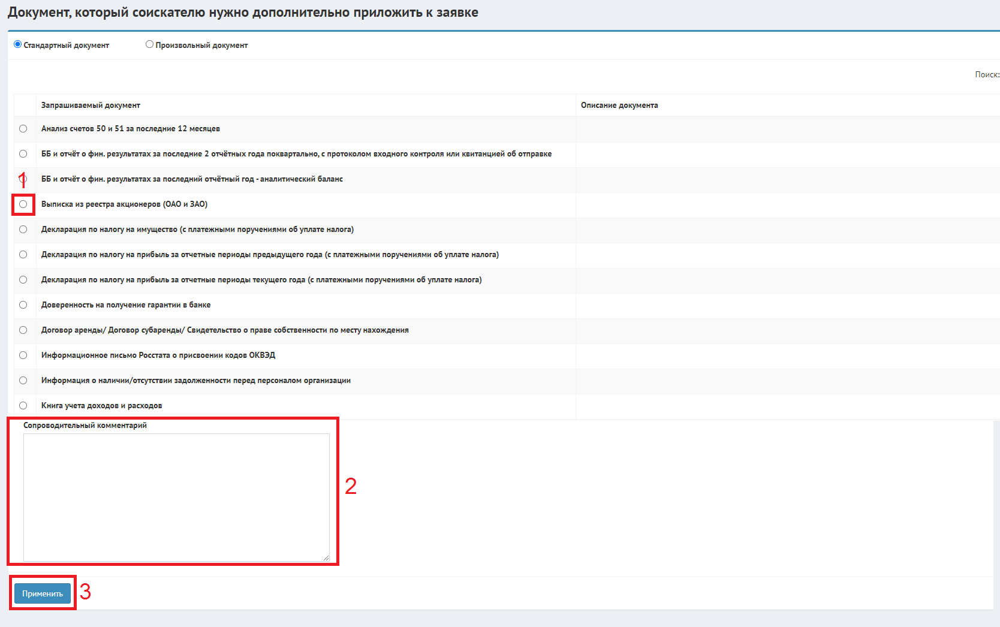 Документ, который соискателю нужно дополнительно приложить к заявке
Стандартный документ Произвольный документ
Поиск:
Запрашиваемый документ Описание документа
Анализ счетов 50 и 51 за последние 12 месяцев
ББ и отчёт о фин. результатах за последние 2 отчётных года поквартально, с протоколом входного контроля или квитанцией об отправке
1 ББ и отчёт о фин. результатах за последний отчётный год - аналитический баланс
Выписка из реестра акционеров (ОАО и ЗАО)
Декларация по налогу на имущество (с платежными поручениями об уплате налога)
Декларация по налогу на прибыль за отчетные периоды предыдущего года (с платежными поручениями об уплате налога)
Декларация по налогу на прибыль за отчетные периоды текущего года (с платежными поручениями об уплате налога)
Доверенность на получение гарантии в банке
Договор аренды/ Договор субаренды/ Свидетельство о праве собственности по месту нахождения
Информационное письмо Росстата о присвоении кодов ОКВЭД
Информация о наличии/отсутствии задолженности перед персоналом организации
Книга учета доходов и расходов
Сопроводительный комментарий
2
Применить 3